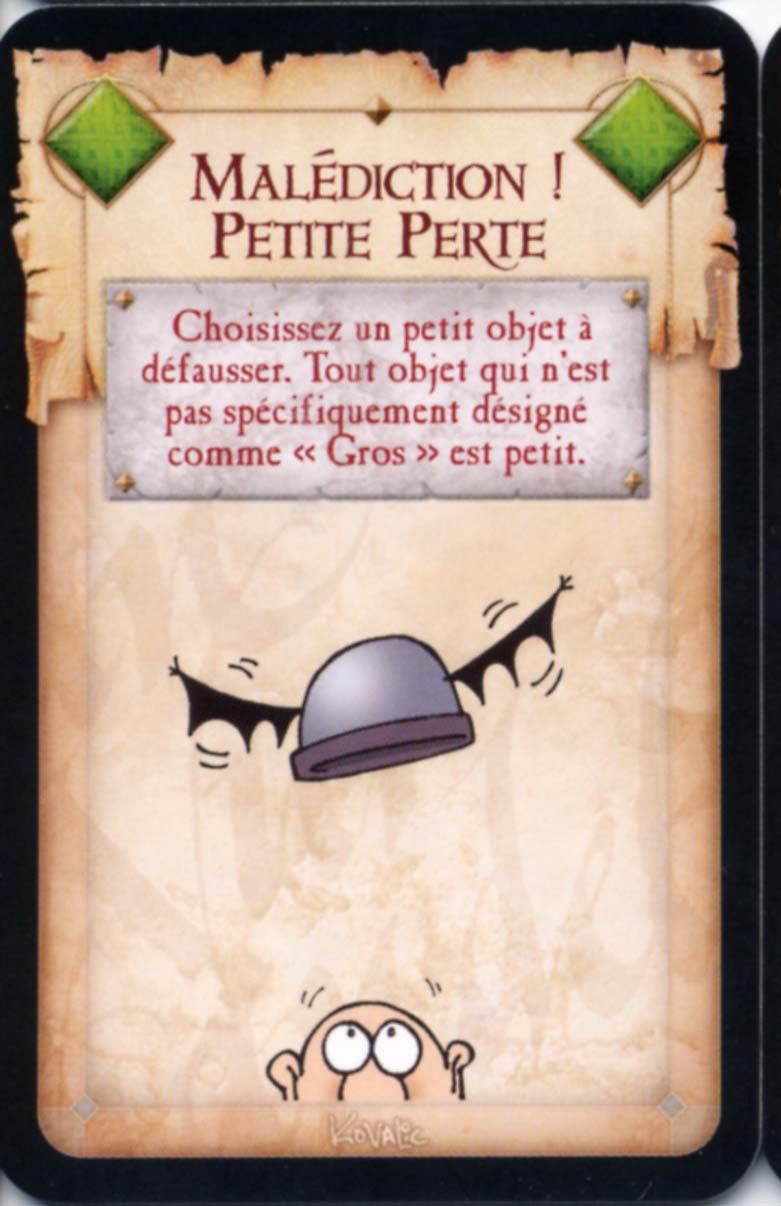 MALÉDICTION !
PETITE PERTE
Choisissez un petit objet à
défausser. Tout objet qui n'est
pas spécifiquement désigné
comme « Gros » est petit.
KOVALIC